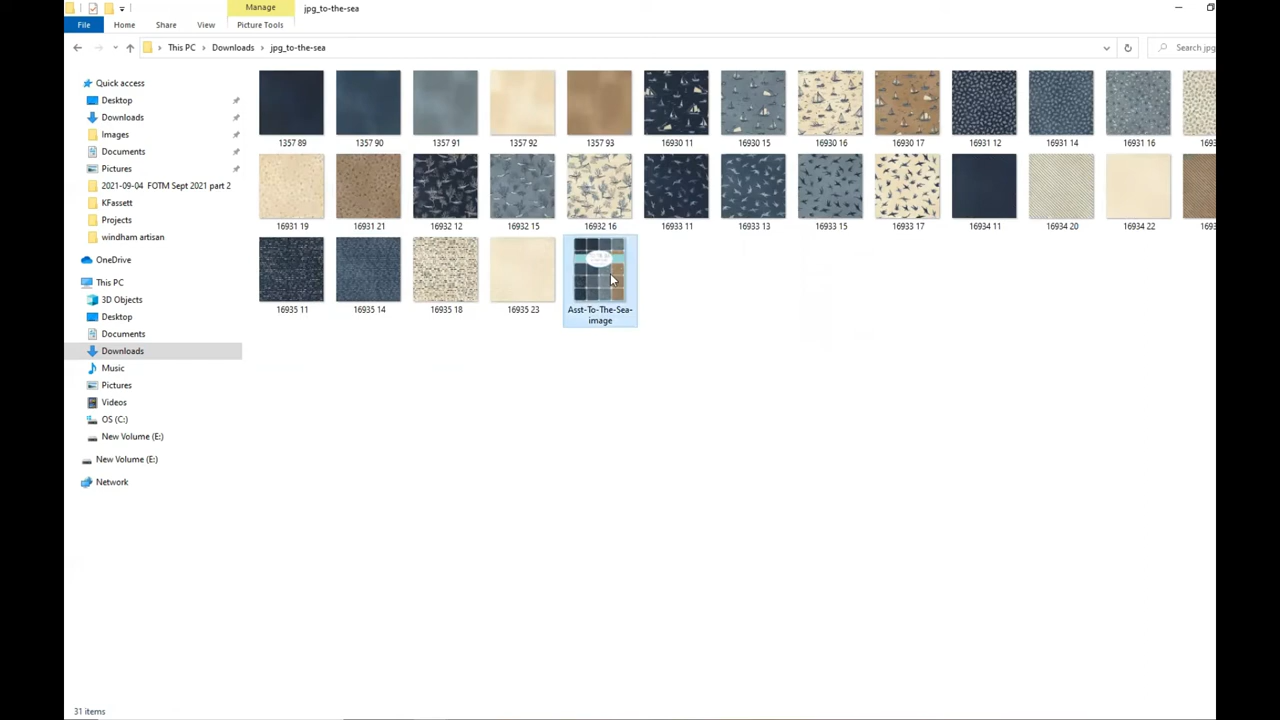 Manage
jpg_to-the-sea
File
Home
Share
View
Picture Tools
This PC
Downloads
jpg_to-the-sea
Search jpg
Quick access
Desktop
Downloads
Images
Documents
Pictures
2021-09-04 FOTM Sept 2021 part 2
KFassett
Projects
windham artisan
OneDrive
This PC
3D Objects
Desktop
Documents
Downloads
Music
Pictures
Videos
OS (C:)
New Volume (E:)
New Volume (E:)
Network
1357 89
1357 90
1357 91
1357 92
1357 93
16930 11
16930 15
16930 16
16930 17
16931 12
16931 14
16931 16
1693
16931 19
16931 21
16932 12
16932 15
16932 16
16933 11
16933 13
16933 15
16933 17
16934 11
16934 20
16934 22
1693
16935 11
16935 14
16935 18
16935 23
Asst-To-The-Sea-
image
31 items